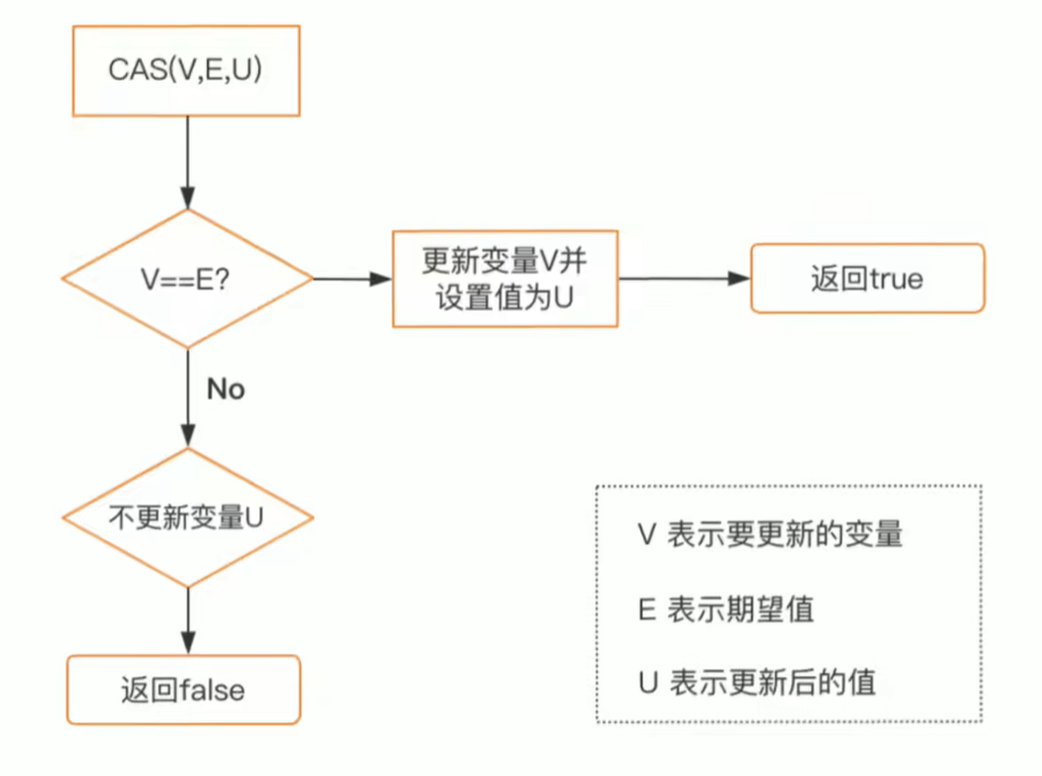 CAS(V,E,U)
V==E?
更新变量V并
设置值为U
返回true
No
不更新变量U
返回false
V 表示要更新的变量
E 表示期望值
U 表示更新后的值